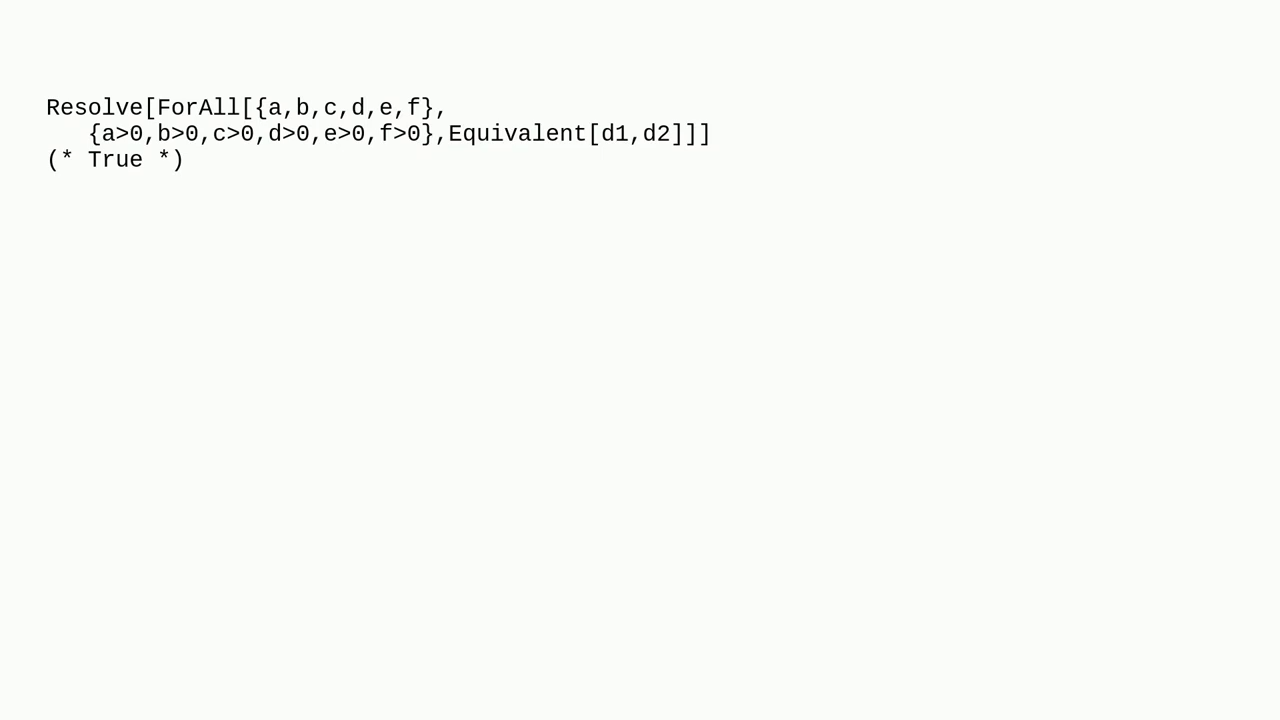 Resolve[ForAll[{a,b,c,d,e,f},
   {a>0,b>0,c>0,d>0,e>0,f>0},Equivalent[d1,d2]]]
(* True *)